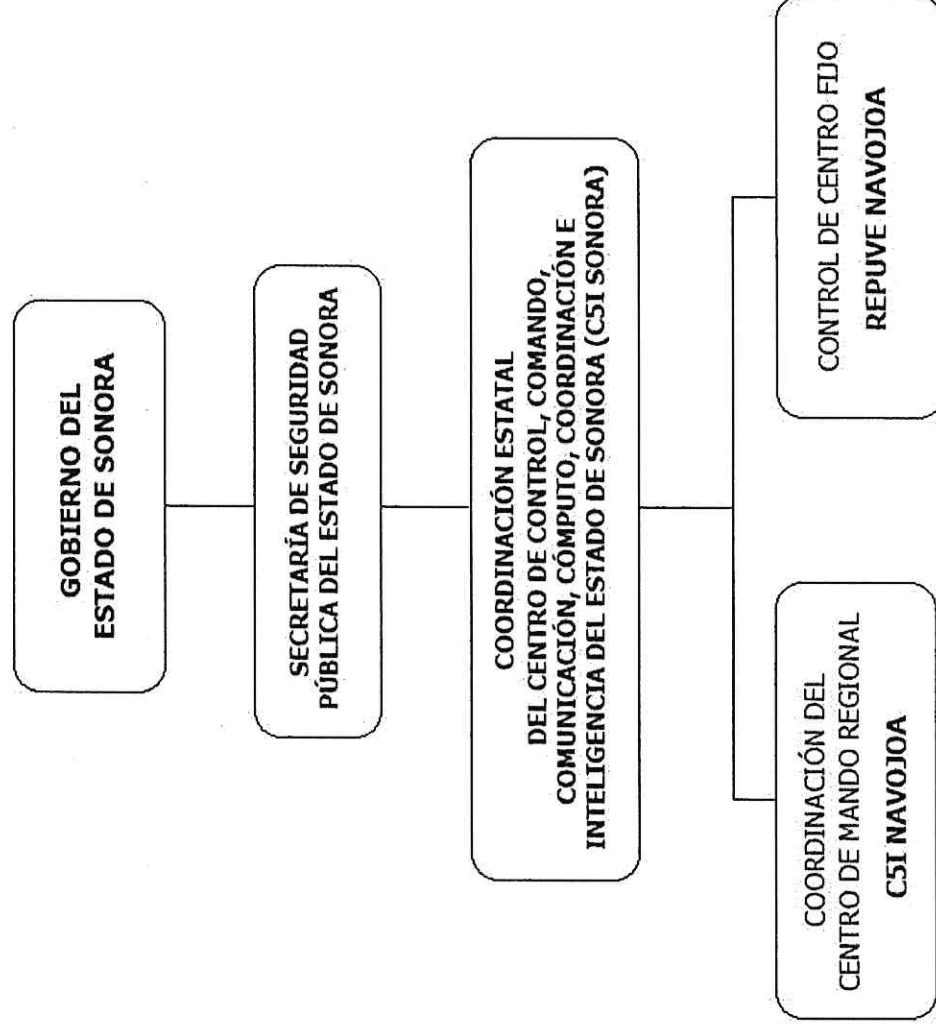 GOBIERNO DEL
ESTADO DE SONORA
SECRETARÍA DE SEGURIDAD
PÚBLICA DEL ESTADO DE SONORA
COORDINACIÓN ESTATAL
DEL CENTRO DE CONTROL, COMANDO,
COMUNICACIÓN, CÓMPUTO, COORDINACIÓN E
INTELIGENCIA DEL ESTADO DE SONORA (C5I SONORA)
COORDINACIÓN DEL
CENTRO DE MANDO REGIONAL
C5I NAVOJOA
CONTROL DE CENTRO FIJO
REPUVE NAVOJOA